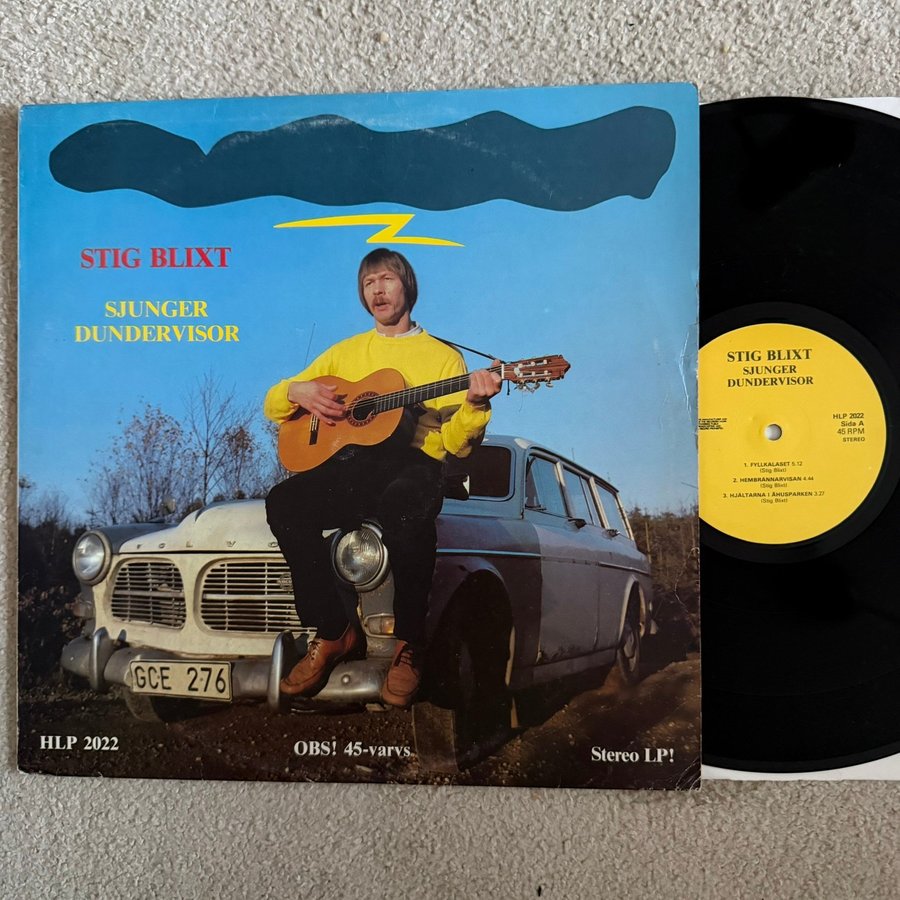 STIG BLIXT
SJUNGER
DUNDERVISOR
VOLVO
GCE 276
HLP 2022
OBS! 45-varvs
Stereo LP!
STIG BLIXT
SJUNGER
DUNDERVISOR
HLP 2022
Sida A
45 RPM
STEREO
1. FYLLKALASET 5.12
(Stig Blixt)
2. HEMBRÄNNARVISAN 4.44
(Stig Blixt)
3. HJÄLTARNA I ÅHUSPARKEN 3.27
(Stig Blixt)